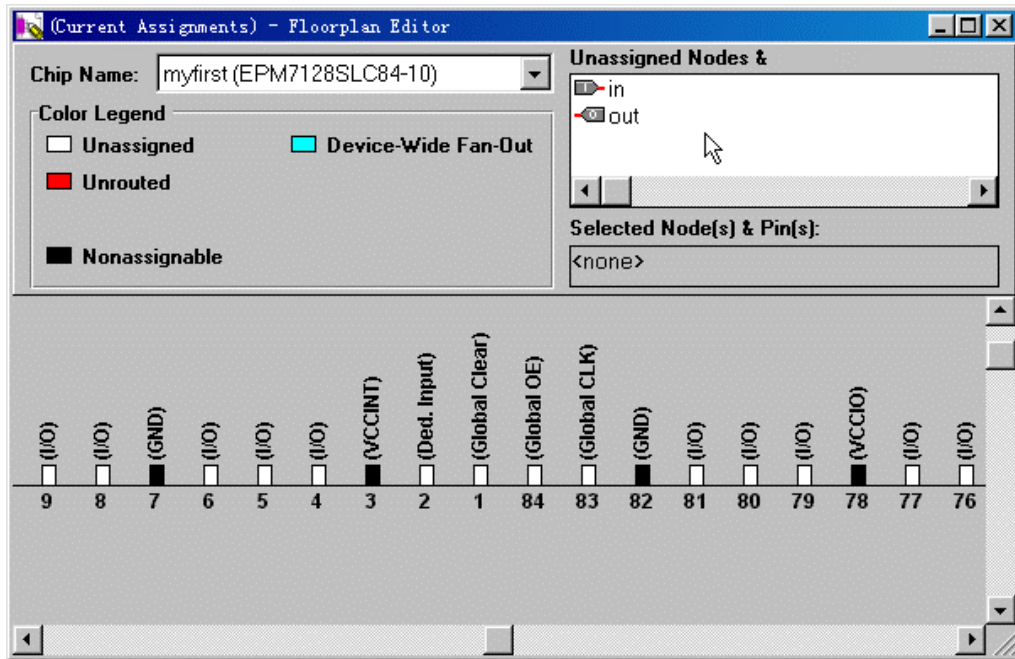 (Current Assignments) - Floorplan Editor
Chip Name: myfirst (EPM7128SLC84-10)
Color Legend
Unassigned
Device-Wide Fan-Out
Unrouted
Nonassignable
Unassigned Nodes &
in
out
Selected Node(s) & Pin(s):
<none>
(I/O) (I/O) (GND) (I/O) (I/O) (I/O) (VCCINT) (Ded. Input) (Global Clear) (Global OE) (Global CLK) (GND) (I/O) (I/O) (I/O) (VCCIO) (I/O) (I/O)
9 8 7 6 5 4 3 2 1 84 83 82 81 80 79 78 77 76